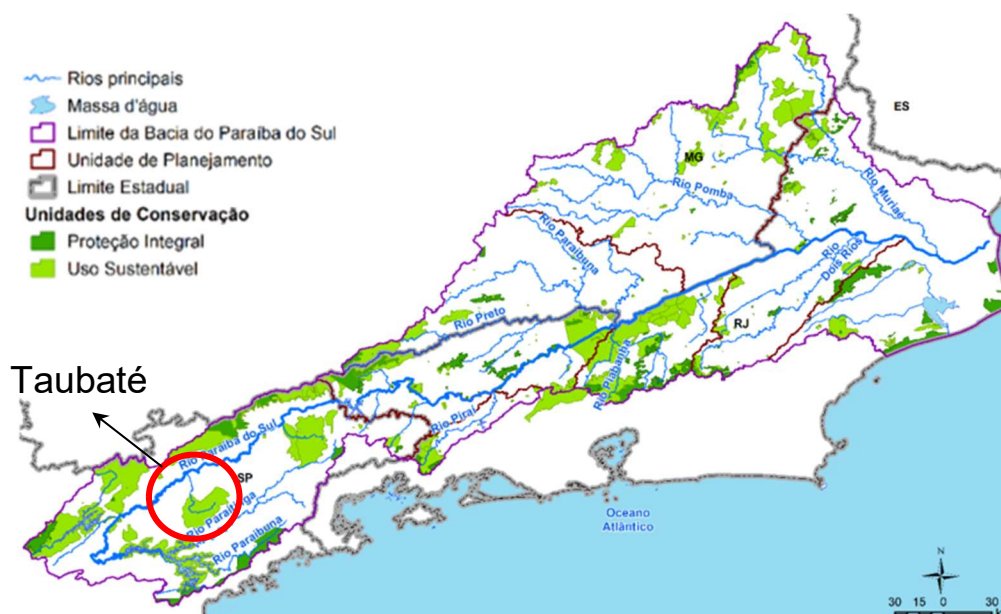 Rios principais
Massa d'água
Limite da Bacia do Paraíba do Sul
Unidade de Planejamento
Limite Estadual
Unidades de Conservação
Proteção Integral
Uso Sustentável
ES
MG
Rio Pomba
Rio Muriaé
Rio Paraibuna
Rio
Dois Rios
Rio Preto
RJ
Rio Piabanha
Rio Piraí
Taubaté
Rio Paraíba do Sul
SP
Rio Paraitinga
Rio Paraibuna
Oceano
Atlântico
N
30 15 0 30